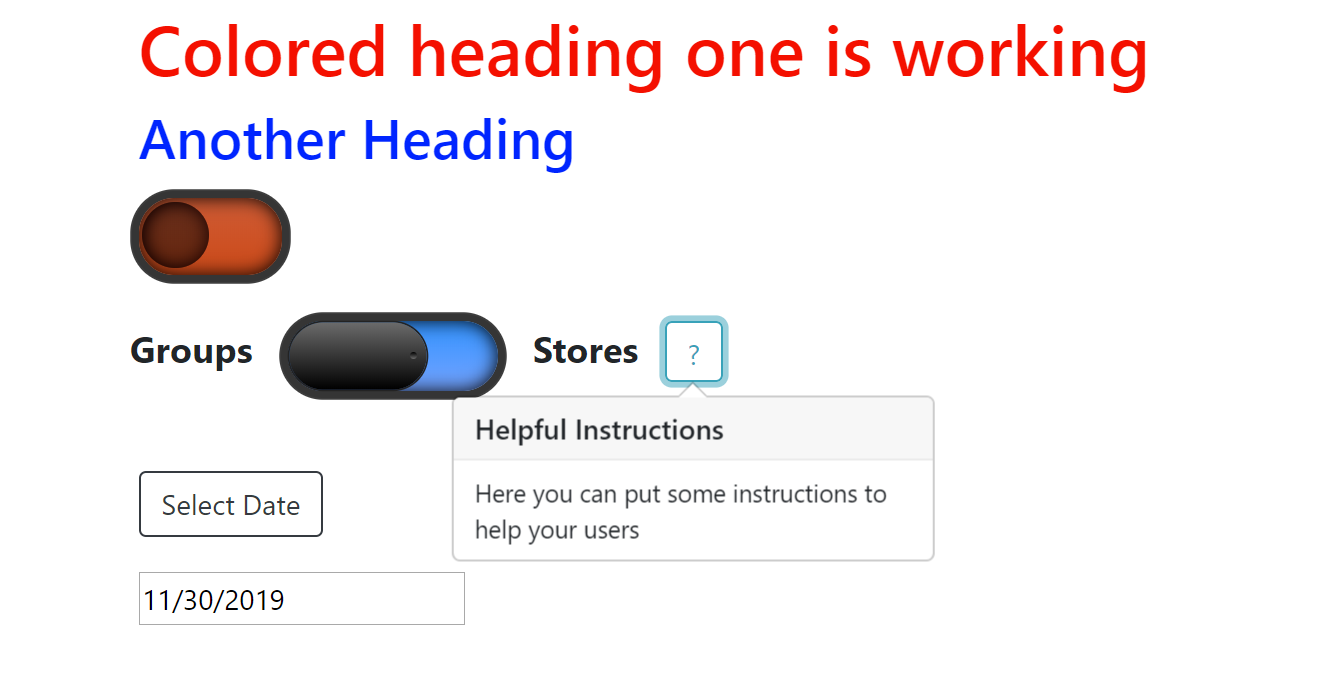 Colored heading one is working
Another Heading
Groups Stores ?
Helpful Instructions
Here you can put some instructions to
help your users
Select Date
11/30/2019